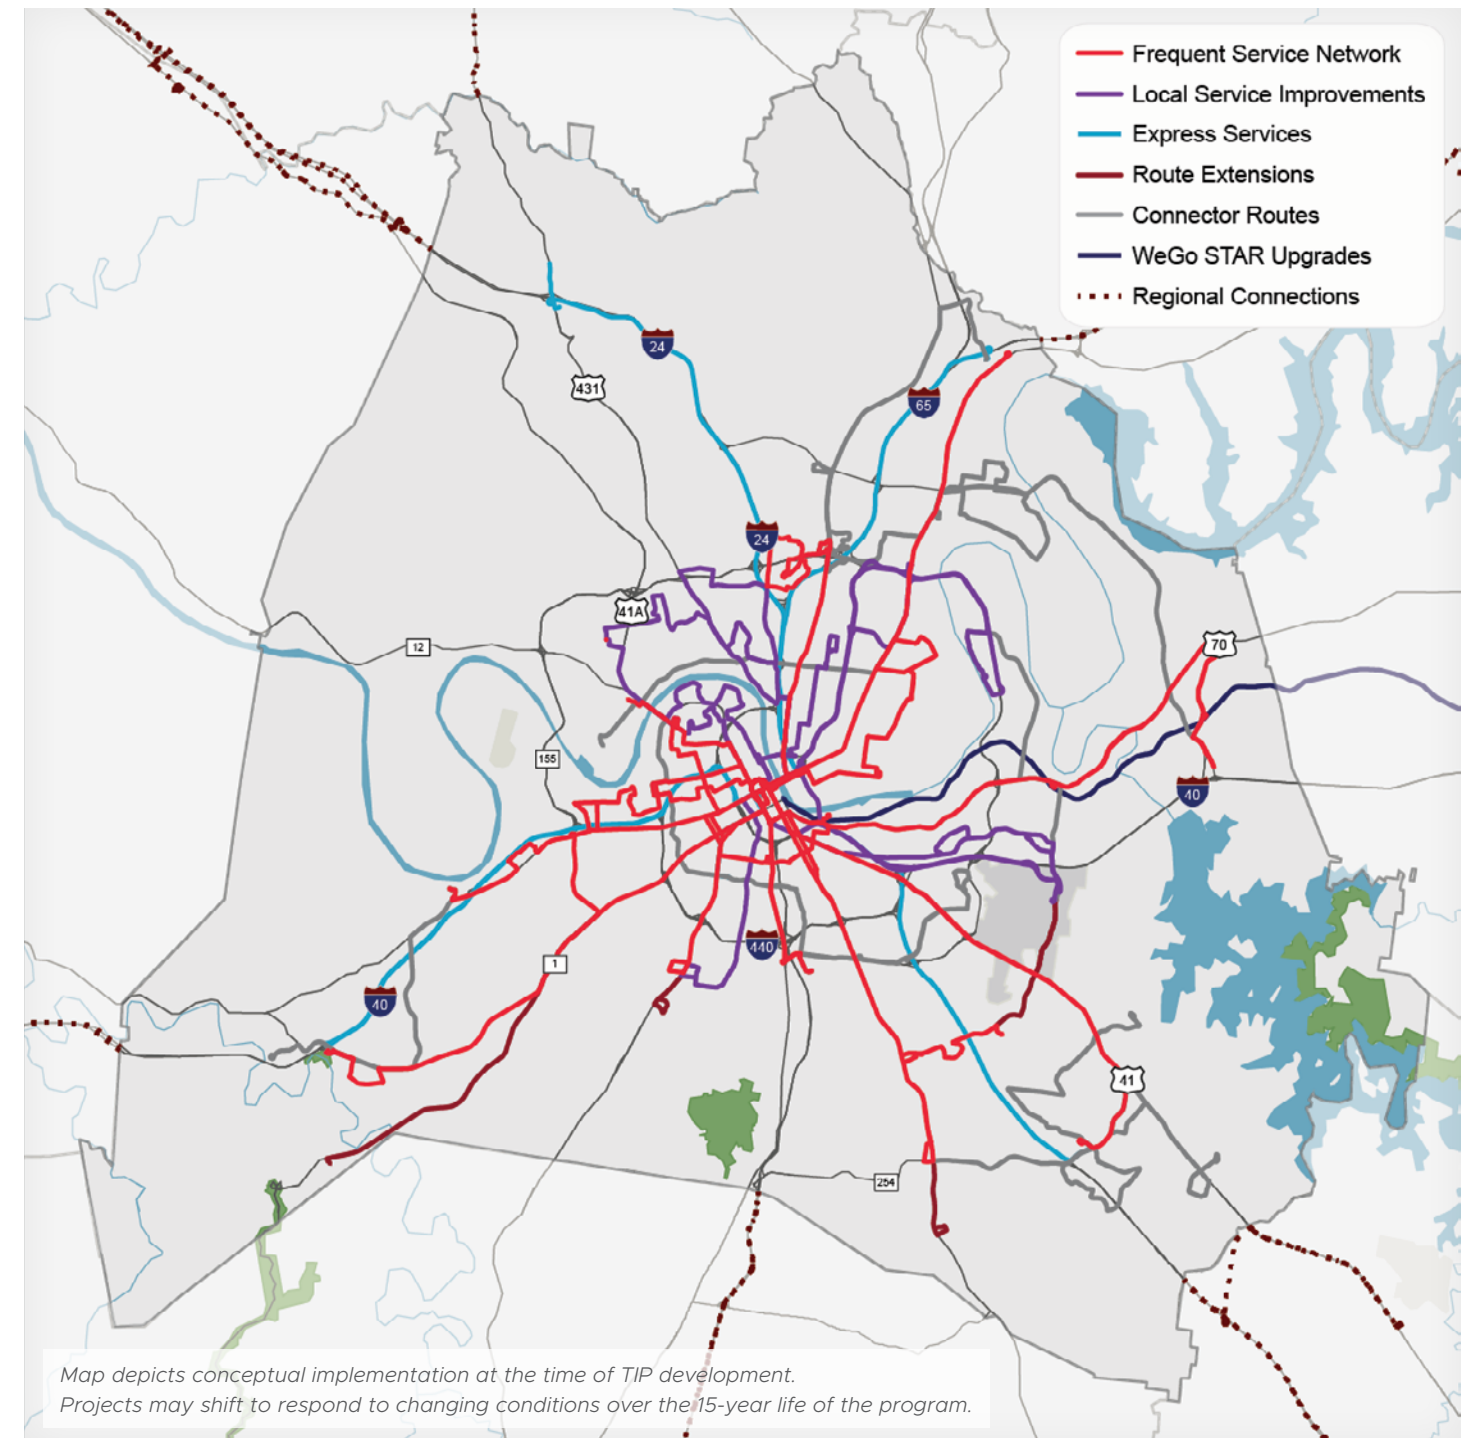 Frequent Service Network
Local Service Improvements
Express Services
Route Extensions
Connector Routes
WeGo STAR Upgrades
Regional Connections
24
431
65
24
41A
12
70
155
40
440
1
40
41
254
Map depicts conceptual implementation at the time of TIP development.
Projects may shift to respond to changing conditions over the 15-year life of the program.